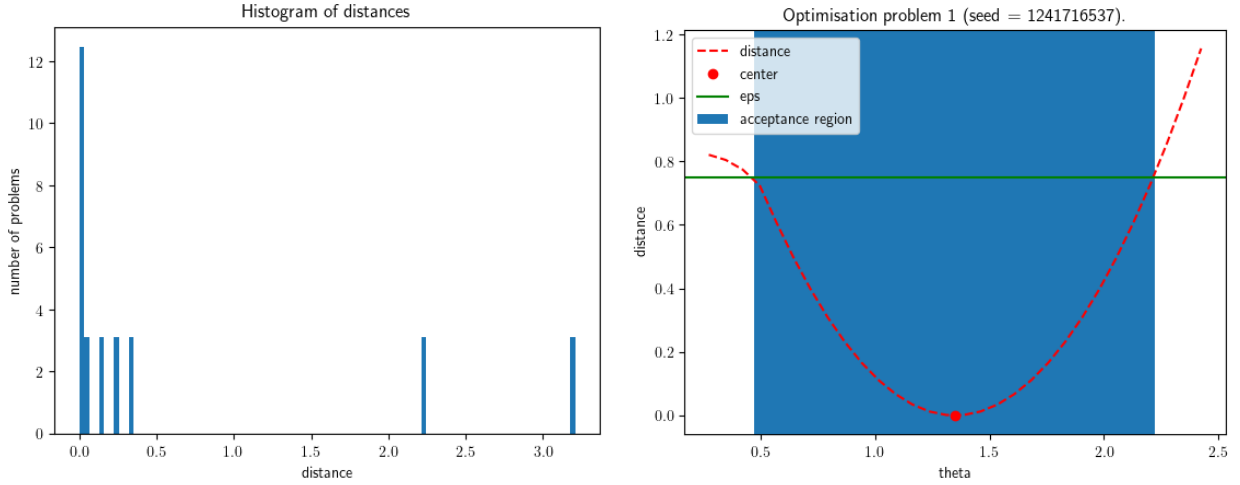 Histogram of distances
12
10
8
6
4
2
0
number of problems
0.0 0.5 1.0 1.5 2.0 2.5 3.0
distance
Optimisation problem 1 (seed = 1241716537).
distance
center
eps
acceptance region
1.2
1.0
0.8
0.6
0.4
0.2
0.0
distance
0.5 1.0 1.5 2.0 2.5
theta